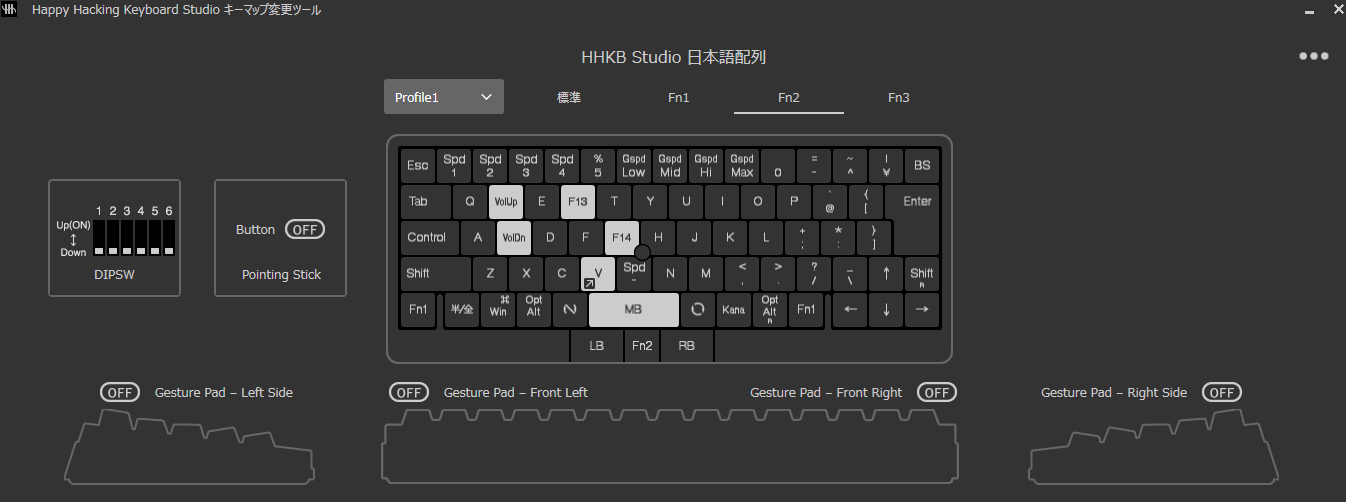 Happy Hacking Keyboard Studio キーマップ変更ツール
HHKB Studio 日本語配列
Profile1 標準 Fn1 Fn2 Fn3
Esc Spd 1 Spd 2 Spd 3 Spd 4 % 5 Gspd Low Gspd Mid Gspd Hi Gspd Max 0 = - ~ ^ | ¥ BS
Tab Q VolUp E F13 T Y U I O P ` @ { [ Enter
Control A VolDn D F F14 H J K L + ; * : } ]
Shift Z X C V Spd - N M < , > . ? / _ \ ↑ Shift R
Fn1 半/全 ⌘ Win Opt Alt MB Kana Opt Alt R Fn1 ← ↓ →
LB Fn2 RB
1 2 3 4 5 6
Up(ON)
↕
Down
DIPSW
Button OFF
Pointing Stick
OFF Gesture Pad – Left Side
OFF Gesture Pad – Front Left
Gesture Pad – Front Right OFF
Gesture Pad – Right Side OFF